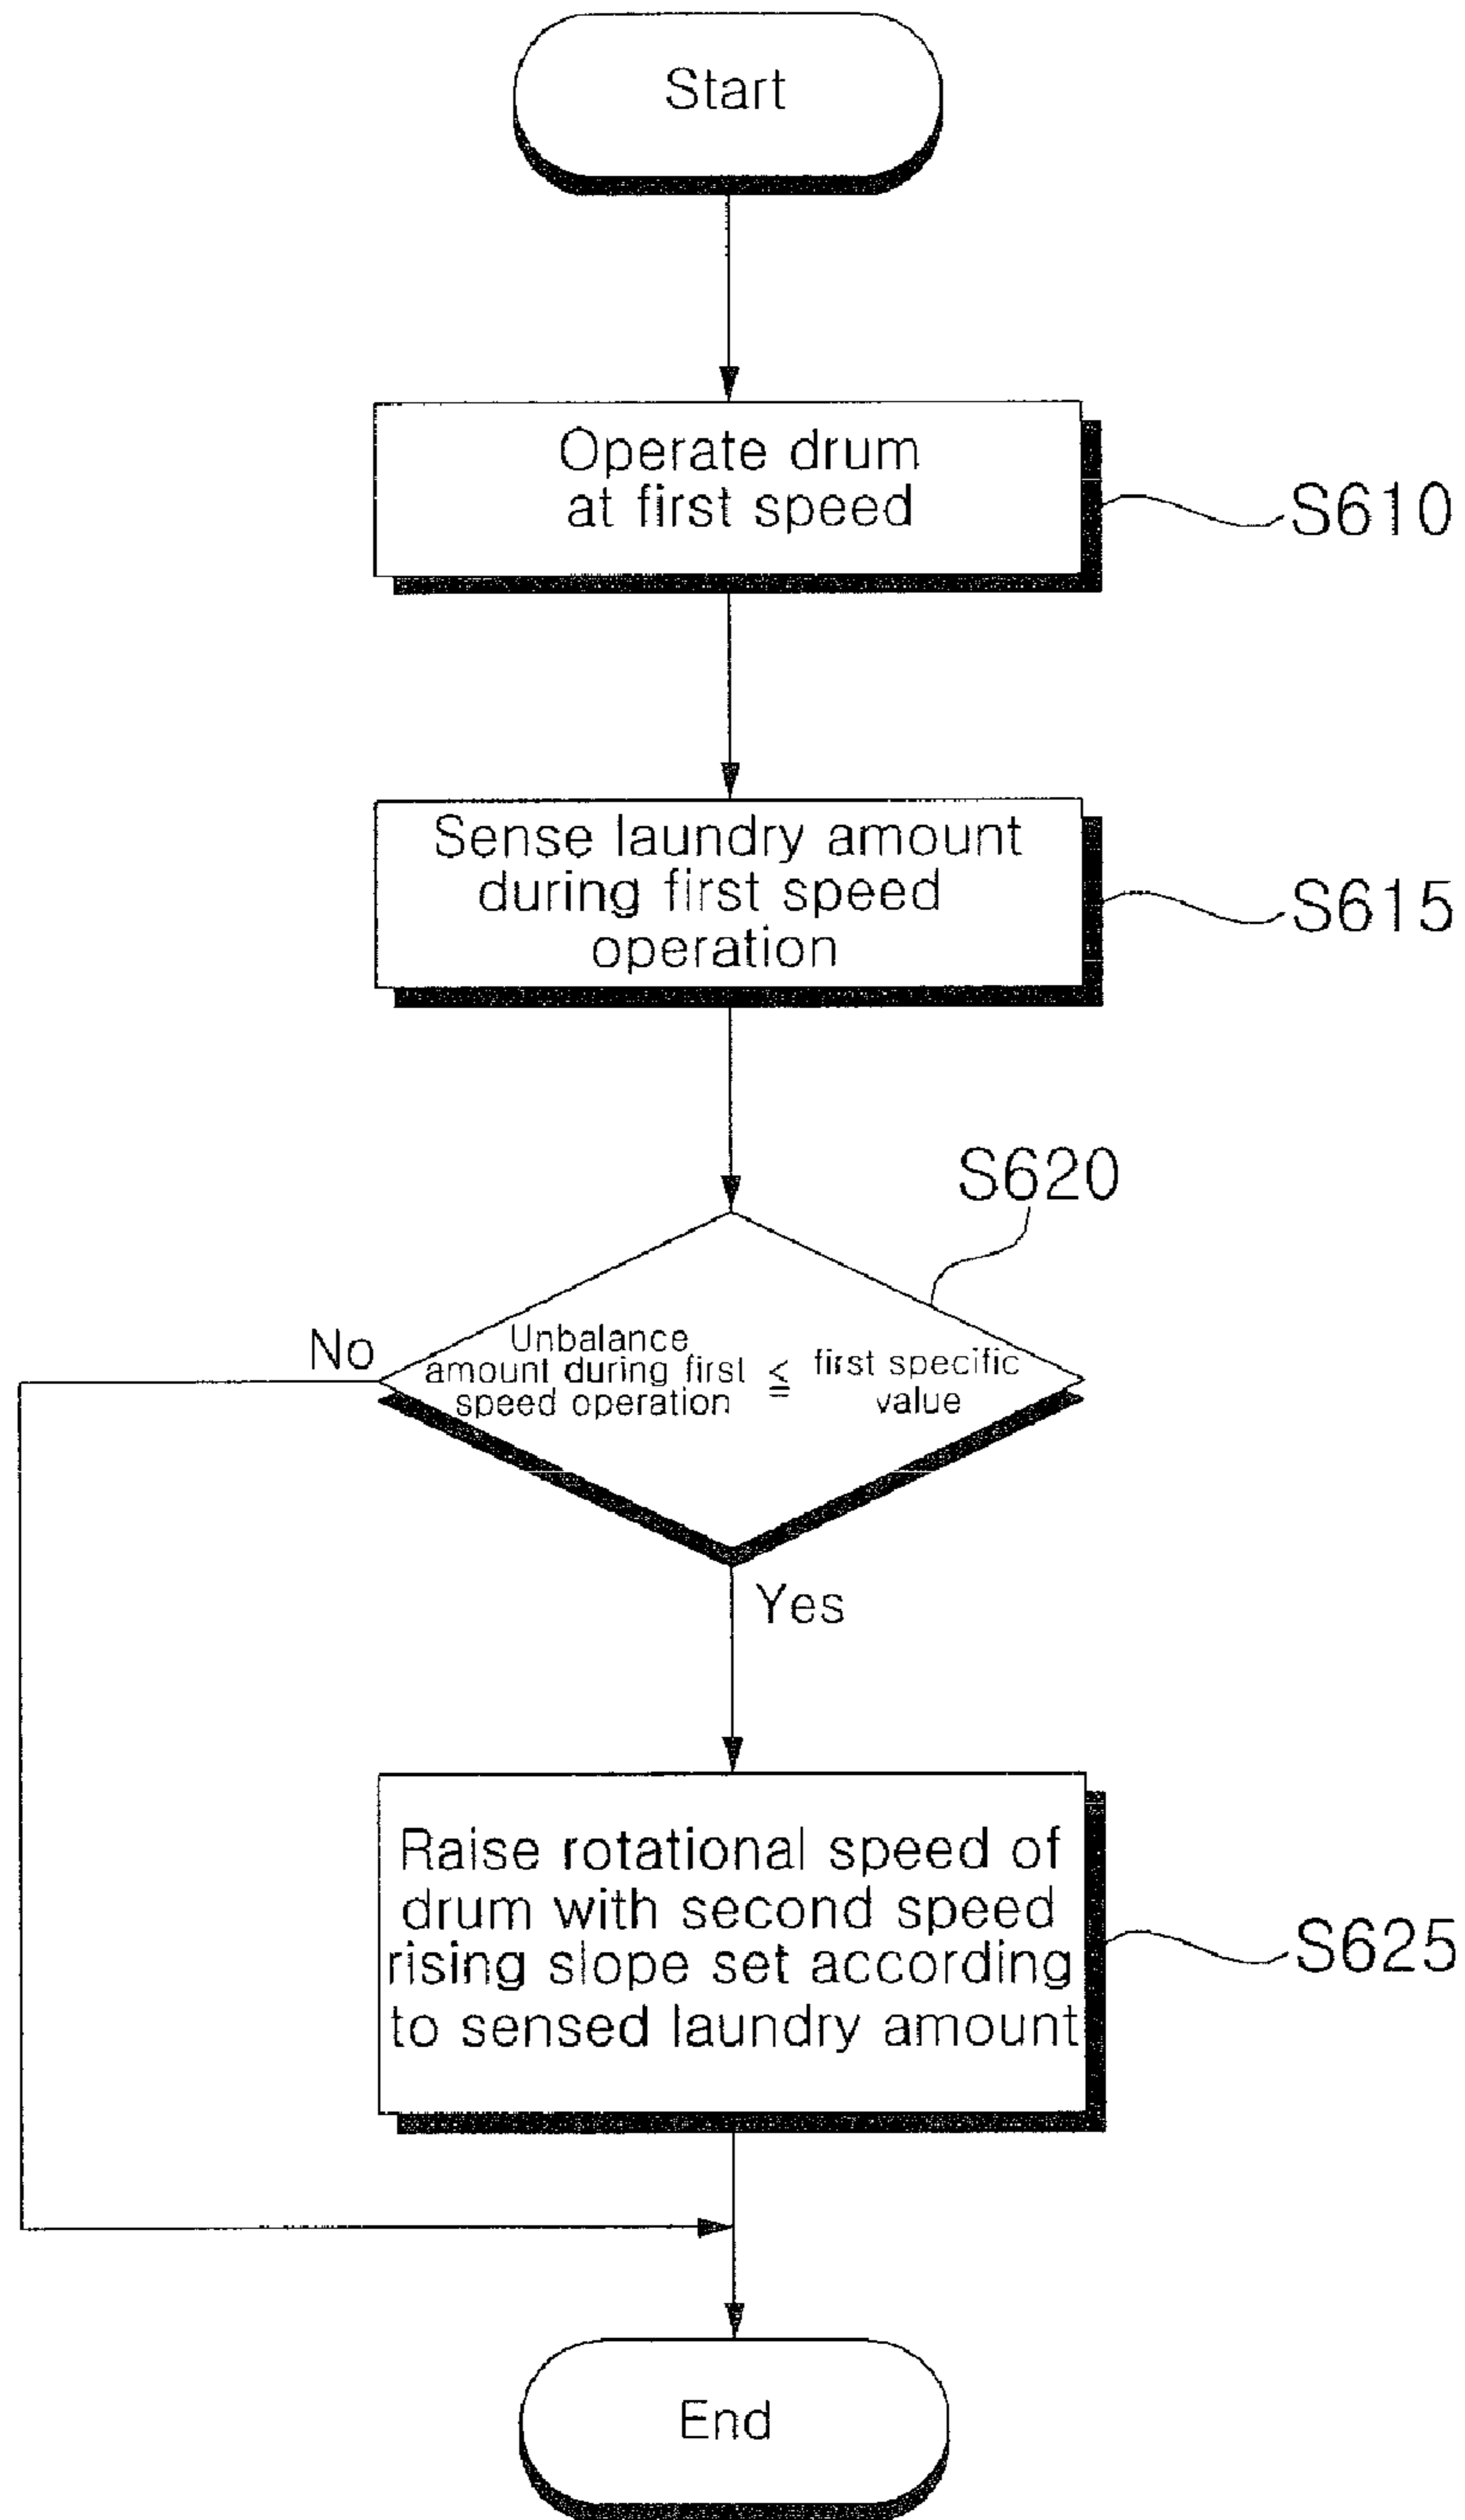 Start
Operate drum
at first speed
S610
Sense laundry amount
during first speed
operation
S615
S620
No
Unbalance
amount during first
speed operation
≦
first specific
value
Yes
Raise rotational speed of
drum with second speed
rising slope set according
to sensed laundry amount
S625
End